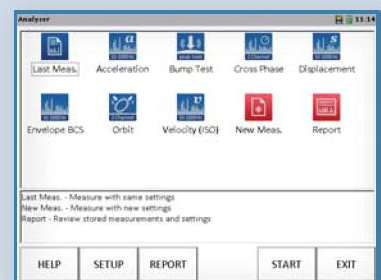 Analyzer 11:14
Last Meas. Acceleration Bump Test Cross Phase Displacement
Envelope BCS Orbit Velocity (ISO) New Meas. Report
Last Meas. - Measure with same settings
New Meas. - Measure with new settings
Report - Review stored measurements and settings
HELP SETUP REPORT START EXIT